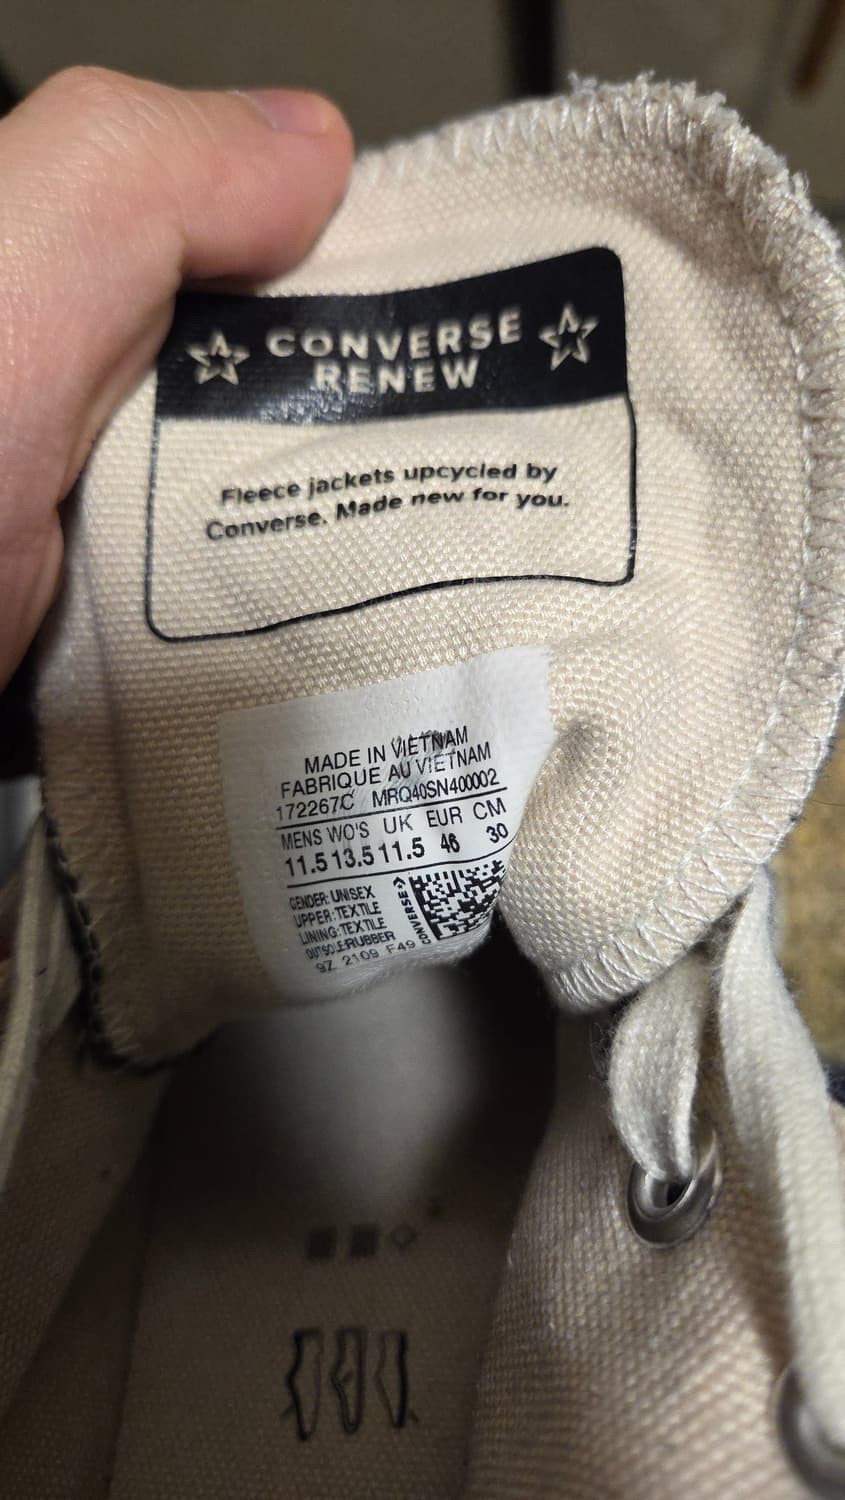 CONVERSE
RENEW
Fleece jackets upcycled by
Converse. Made new for you.
MADE IN VIETNAM
FABRIQUE AU VIETNAM
172267C MRQ40SN400002
MENS WO'S UK EUR CM
11.5 13.5 11.5 46 30
GENDER: UNISEX
UPPER: TEXTILE
LINING: TEXTILE
OUTSOLE: RUBBER
9Z 2109 F49
CONVERSE